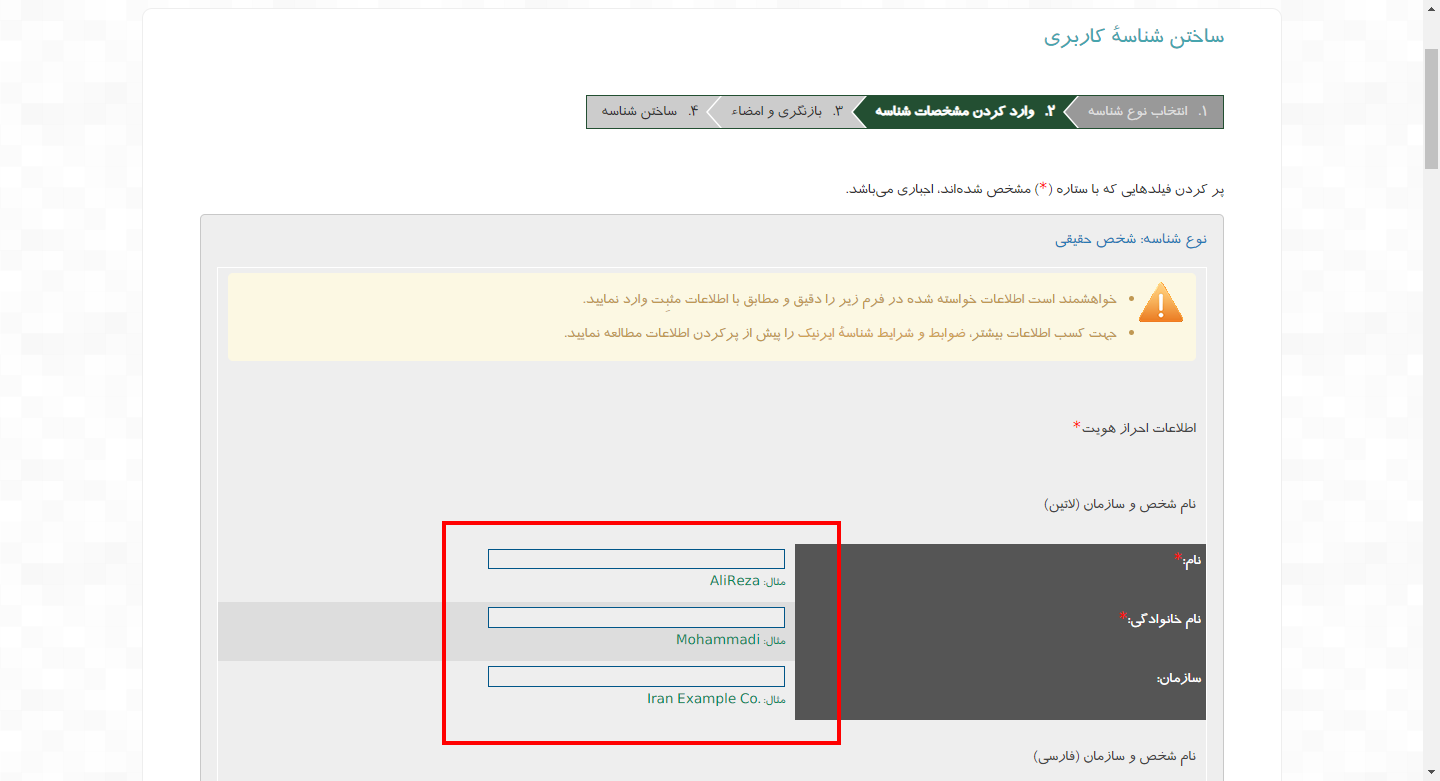 ساختن شناسهٔ کاربری
۱. انتخاب نوع شناسه ۲. وارد کردن مشخصات شناسه ۳. بازنگری و امضاء ۴. ساختن شناسه
پر کردن فیلدهایی که با ستاره (*) مشخص شده‌اند، اجباری می‌باشد.
نوع شناسه: شخص حقیقی
• خواهشمند است اطلاعات خواسته شده در فرم زیر را دقیق و مطابق با اطلاعات مثبِت وارد نمایید.
• جهت کسب اطلاعات بیشتر، ضوابط و شرایط شناسهٔ ایرنیک را پیش از پرکردن اطلاعات مطالعه نمایید.
اطلاعات احراز هویت*
نام شخص و سازمان (لاتین)
نام:*
مثال: AliReza
نام خانوادگی:*
مثال: Mohammadi
سازمان:
مثال: Iran Example Co.
نام شخص و سازمان (فارسی)